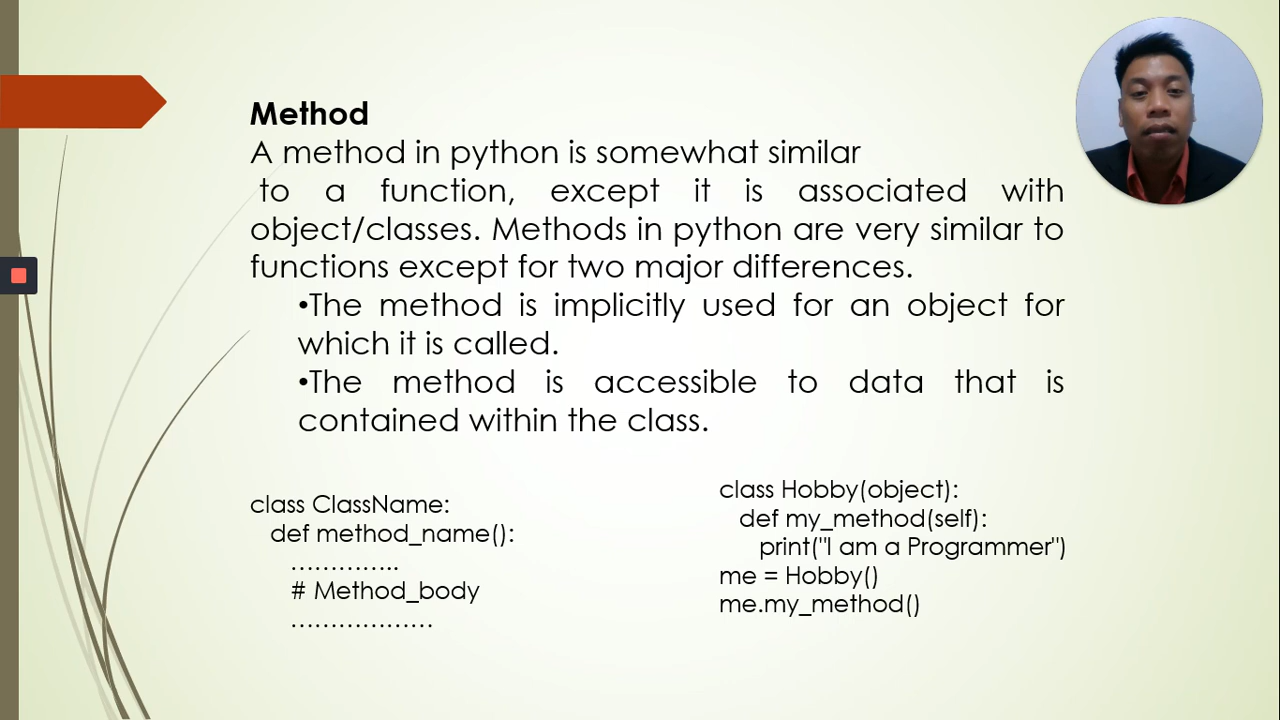 Method
A method in python is somewhat similar
to a function, except it is associated with
object/classes. Methods in python are very similar to
functions except for two major differences.
•The method is implicitly used for an object for
which it is called.
•The method is accessible to data that is
contained within the class.
class ClassName:
def method_name():
…………..
# Method_body
………………
class Hobby(object):
def my_method(self):
print("I am a Programmer")
me = Hobby()
me.my_method()